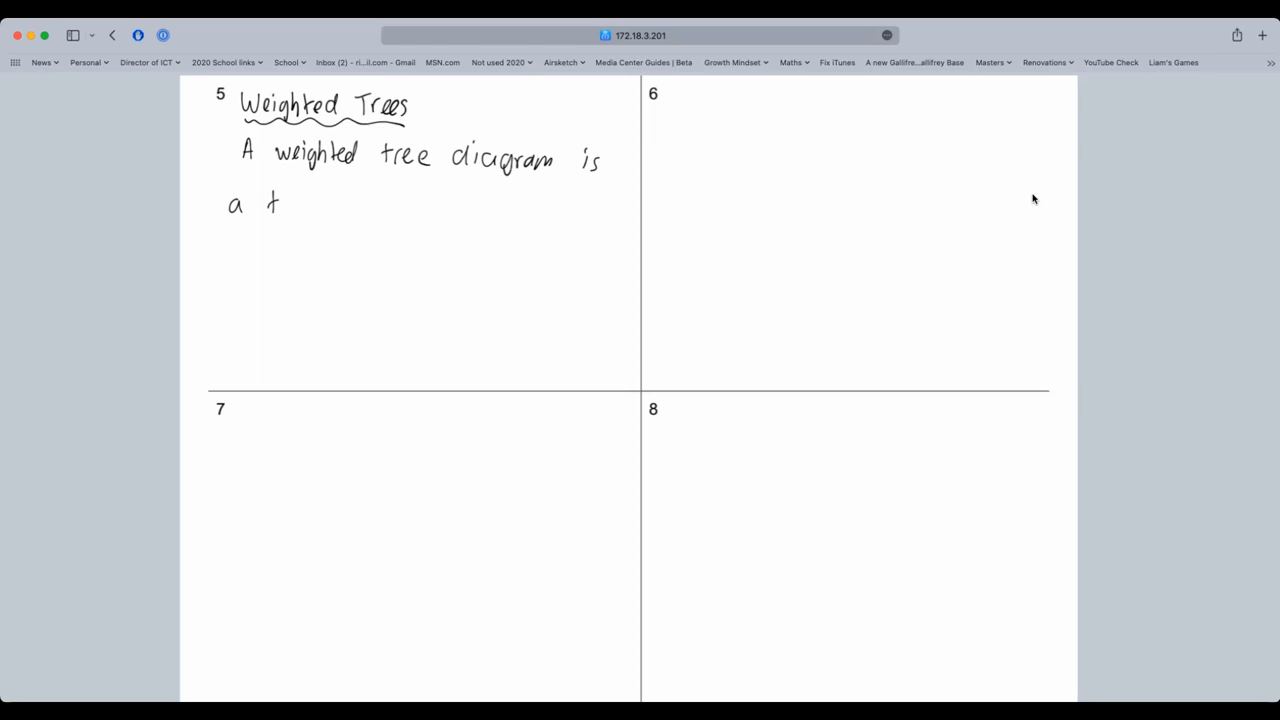 172.18.3.201
News Personal Director of ICT 2020 School links School Inbox (2) - ri...il.com - Gmail MSN.com Not used 2020 Airsketch Media Center Guides | Beta Growth Mindset Maths Fix iTunes A new Gallifre...allifrey Base Masters Renovations YouTube Check Liam's Games
5 Weighted Trees
A weighted tree diagram is
a t
6
7
8